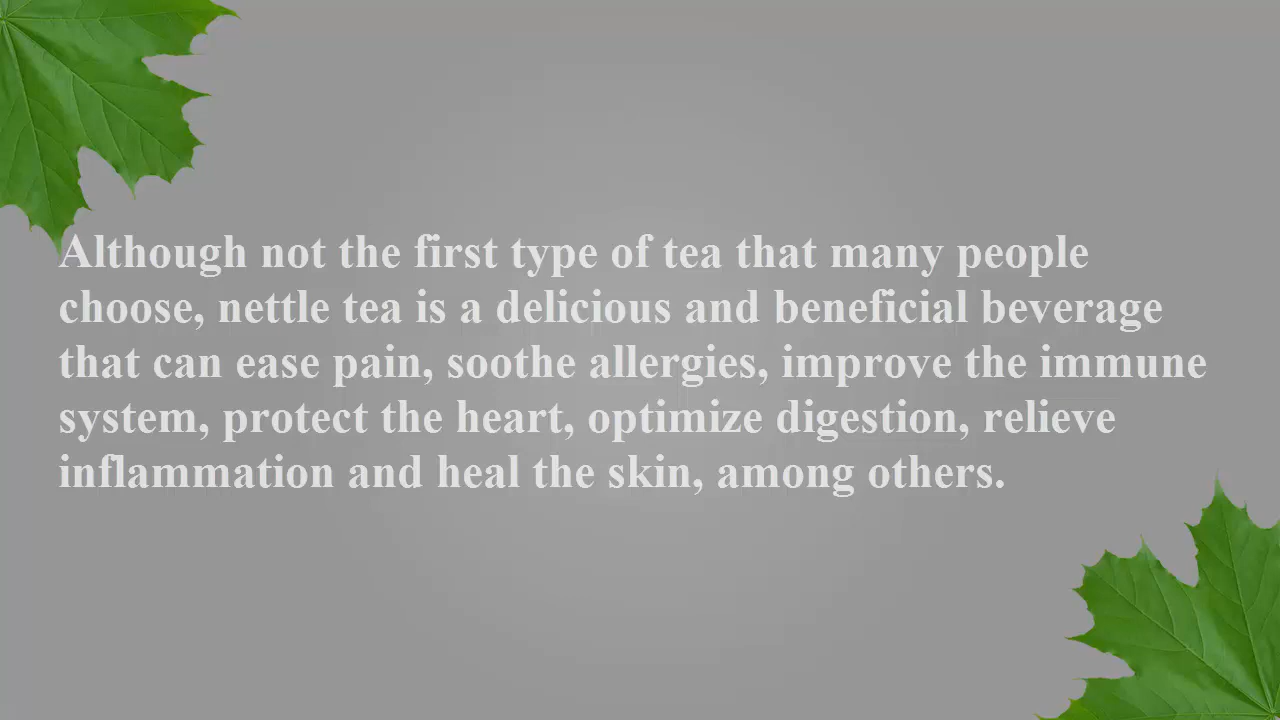 Although not the first type of tea that many people
choose, nettle tea is a delicious and beneficial beverage
that can ease pain, soothe allergies, improve the immune
system, protect the heart, optimize digestion, relieve
inflammation and heal the skin, among others.